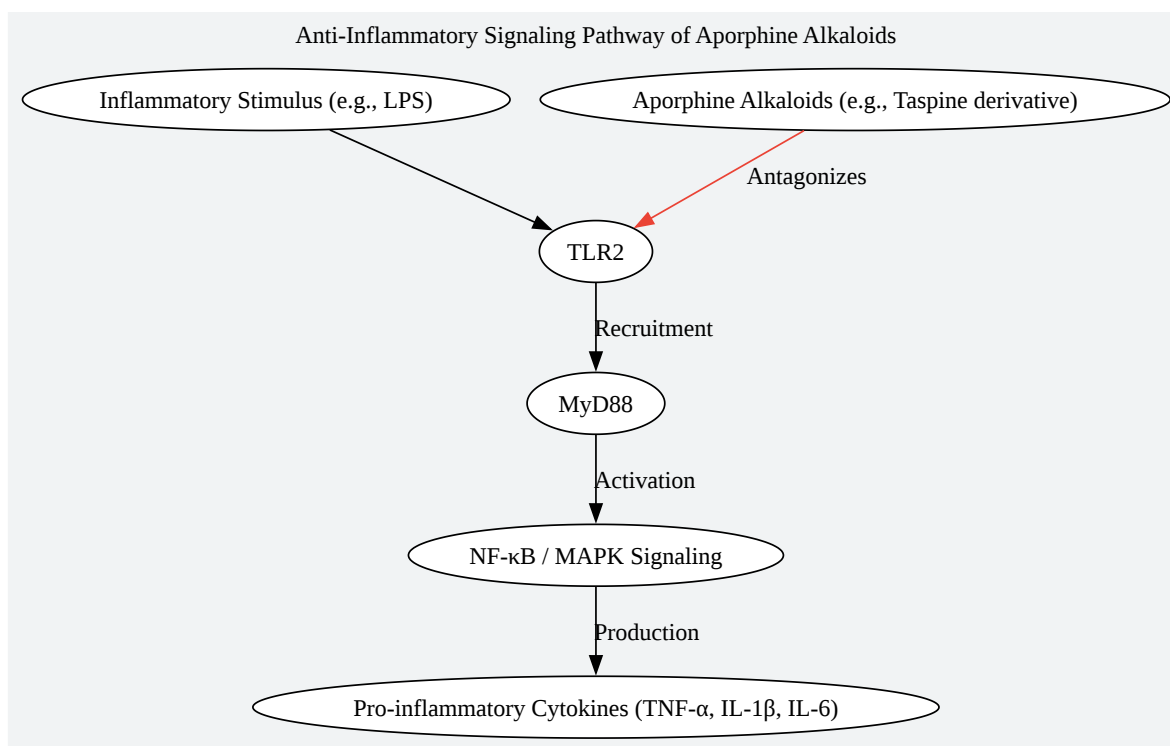 Anti-Inflammatory Signaling Pathway of Aporphine Alkaloids
Inflammatory Stimulus (e.g., LPS)
Aporphine Alkaloids (e.g., Taspine derivative)
Antagonizes
TLR2
Recruitment
MyD88
Activation
NF-κB / MAPK Signaling
Production
Pro-inflammatory Cytokines (TNF-α, IL-1β, IL-6)